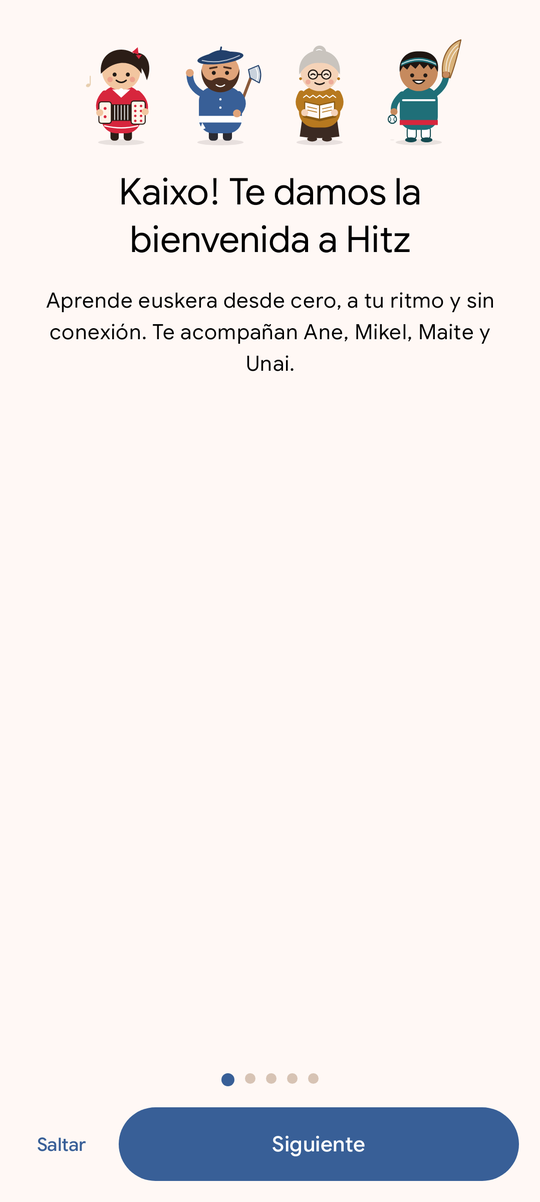 Kaixo! Te damos la
bienvenida a Hitz
Aprende euskera desde cero, a tu ritmo y sin
conexión. Te acompañan Ane, Mikel, Maite y
Unai.
Saltar
Siguiente